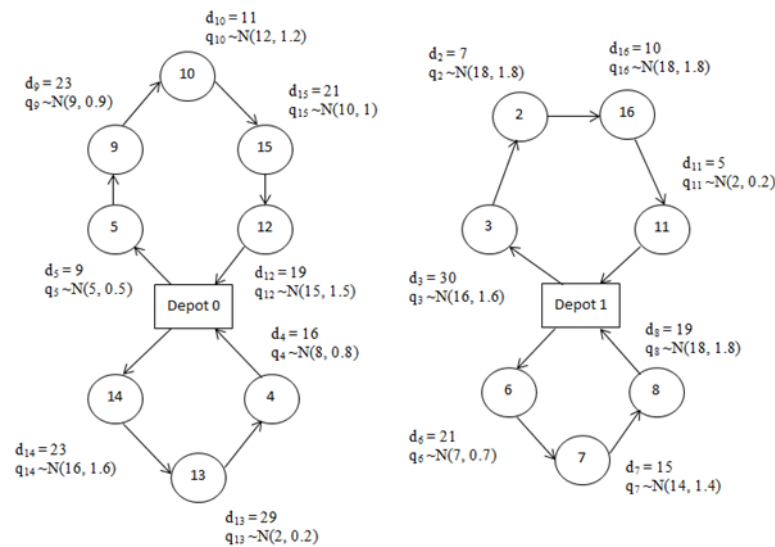 d10 = 11
q10 ~N(12, 1.2)
10
d9 = 23
q9 ~N(9, 0.9)
d15 = 21
q15 ~N(10, 1)
9
15
5
12
d5 = 9
q5 ~N(5, 0.5)
d12 = 19
q12 ~N(15, 1.5)
Depot 0
d4 = 16
q4 ~N(8, 0.8)
14
4
d14 = 23
q14 ~N(16, 1.6)
13
d13 = 29
q13 ~N(2, 0.2)
d2 = 7
q2 ~N(18, 1.8)
d16 = 10
q16 ~N(18, 1.8)
2
16
d11 = 5
q11 ~N(2, 0.2)
3
11
d3 = 30
q3 ~N(16, 1.6)
Depot 1
d8 = 19
q8 ~N(18, 1.8)
6
8
d6 = 21
q6 ~N(7, 0.7)
7
d7 = 15
q7 ~N(14, 1.4)